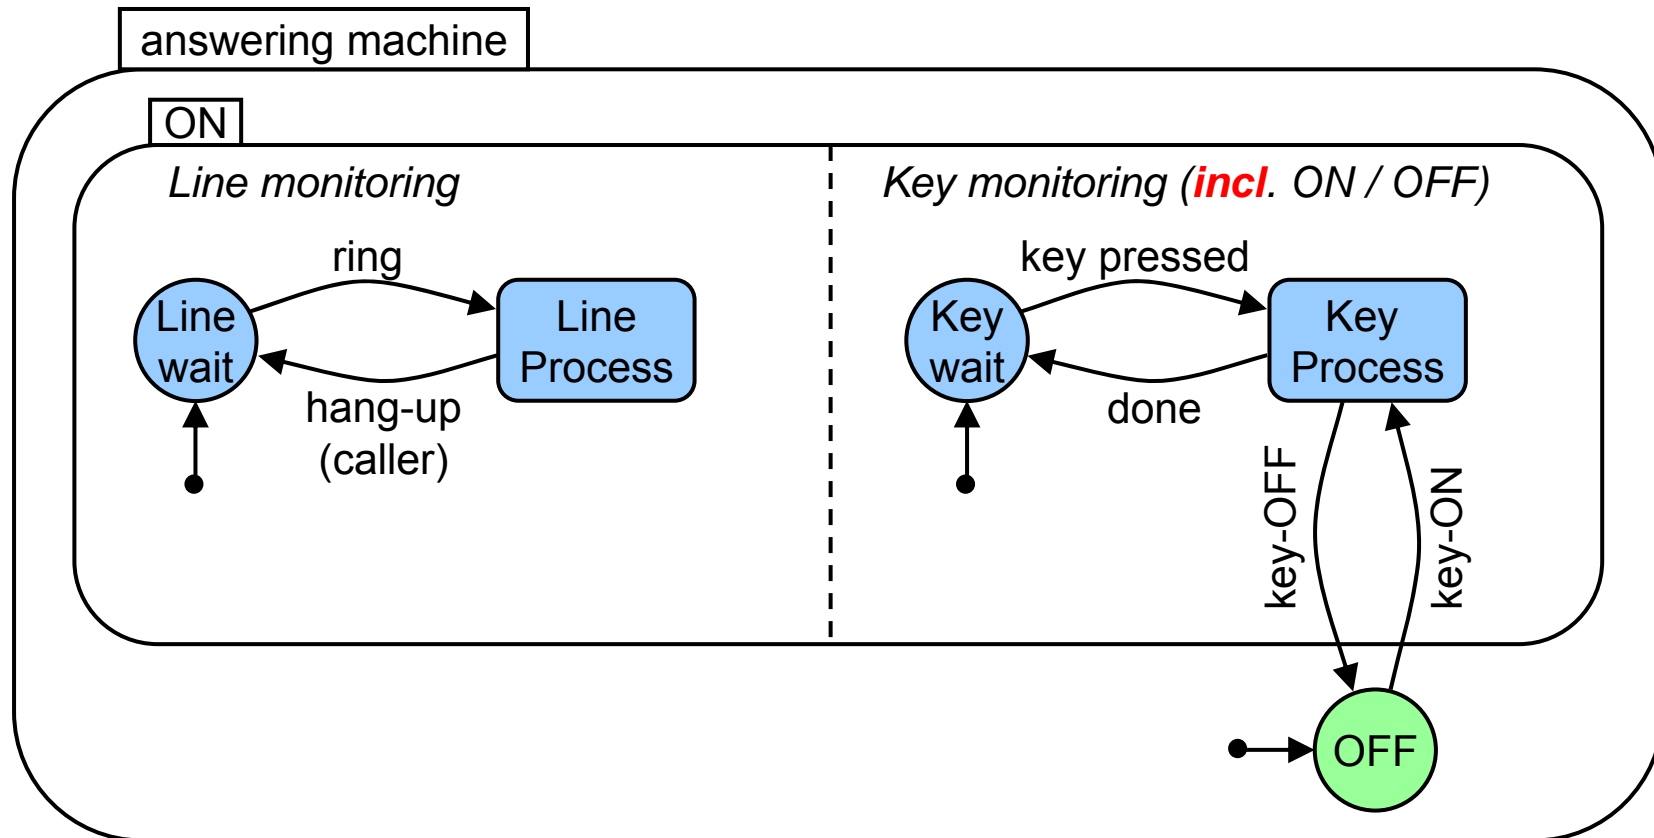 answering machine
ON
Line monitoring
Key monitoring (incl. ON / OFF)
ring
key pressed
Line
wait
Line
Process
Key
wait
Key
Process
hang-up
(caller)
done
key-OFF
key-ON
OFF